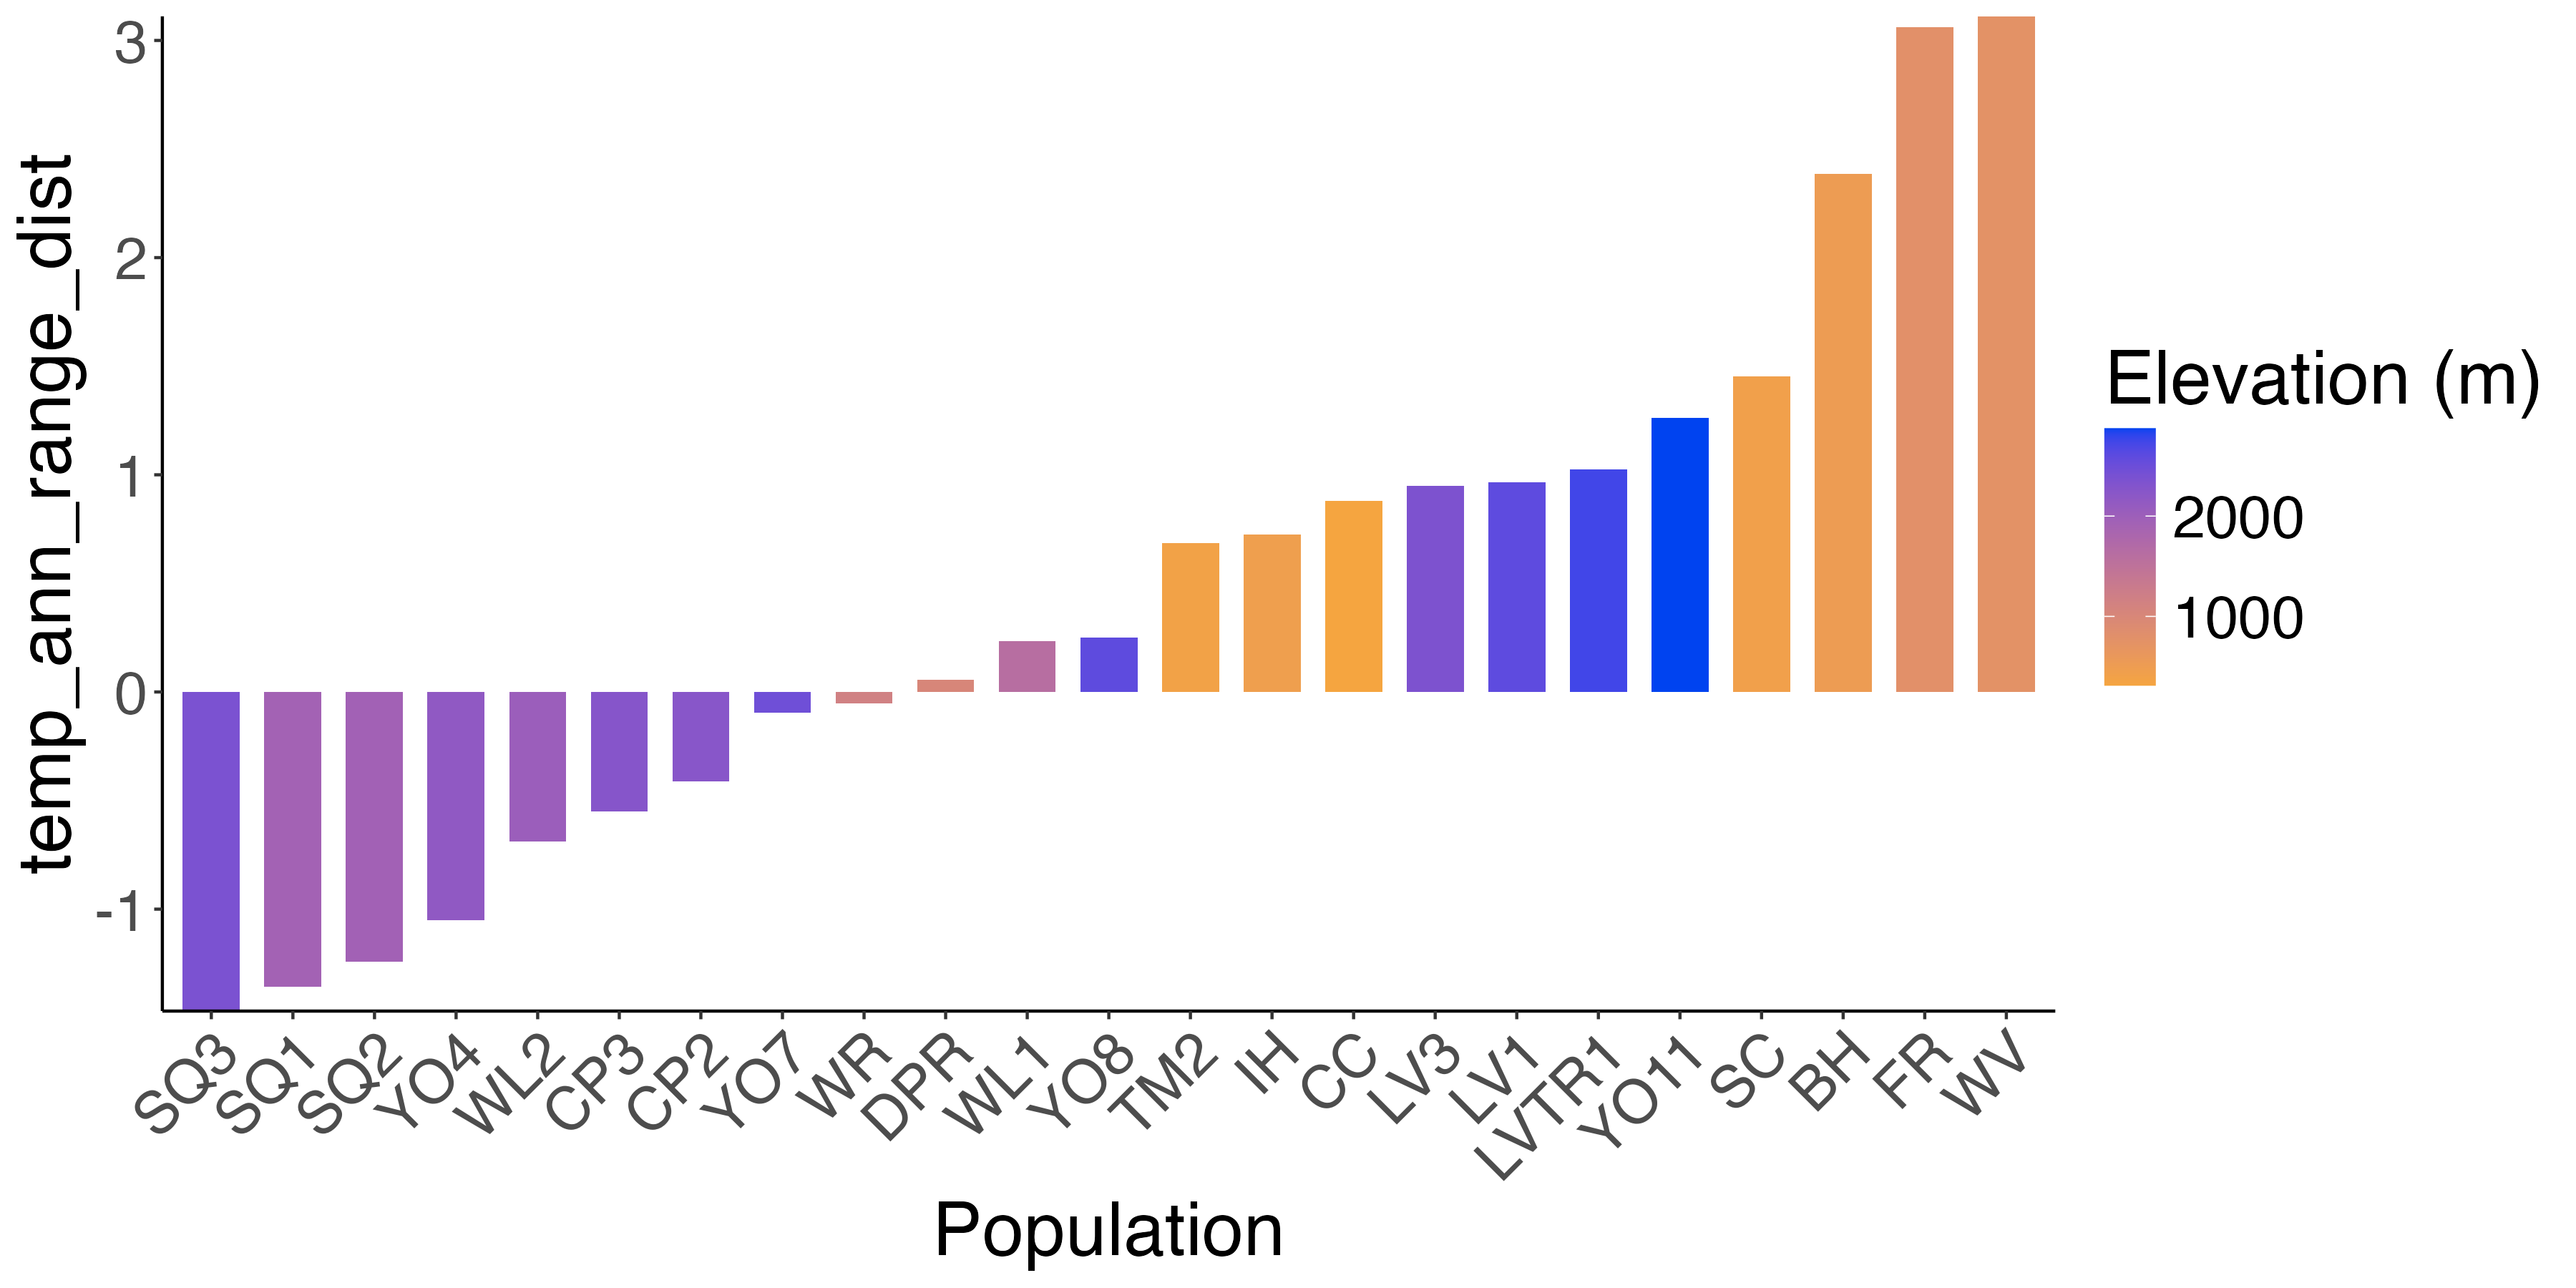 temp_ann_range_dist
3
2
1
0
-1
SQ3
SQ1
SQ2
YO4
WL2
CP3
CP2
YO7
WR
DPR
WL1
YO8
TM2
IH
CC
LV3
LV1
LVTR1
YO11
SC
BH
FR
WV
Population
Elevation (m)
2000
1000